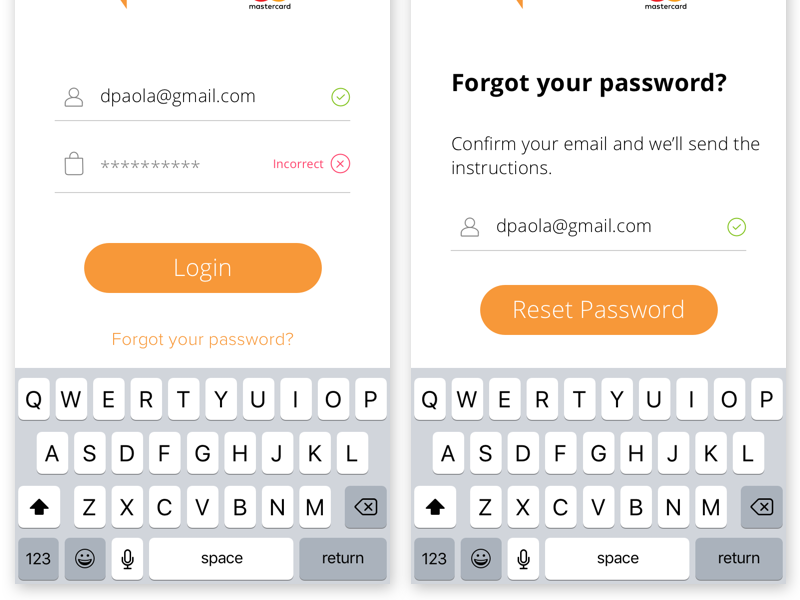 mastercard
dpaola@gmail.com
********** Incorrect
Login
Forgot your password?
Q W E R T Y U I O P
A S D F G H J K L
Z X C V B N M
123 space return
mastercard
Forgot your password?
Confirm your email and we’ll send the
instructions.
dpaola@gmail.com
Reset Password
Q W E R T Y U I O P
A S D F G H J K L
Z X C V B N M
123 space return